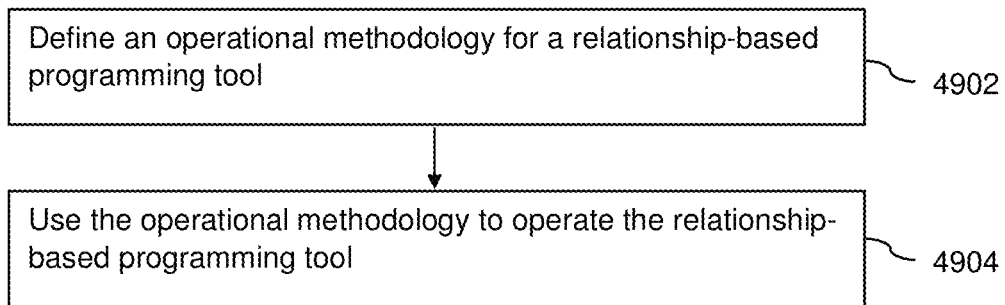 Define an operational methodology for a relationship-based
programming tool
4902
Use the operational methodology to operate the relationship-
based programming tool
4904